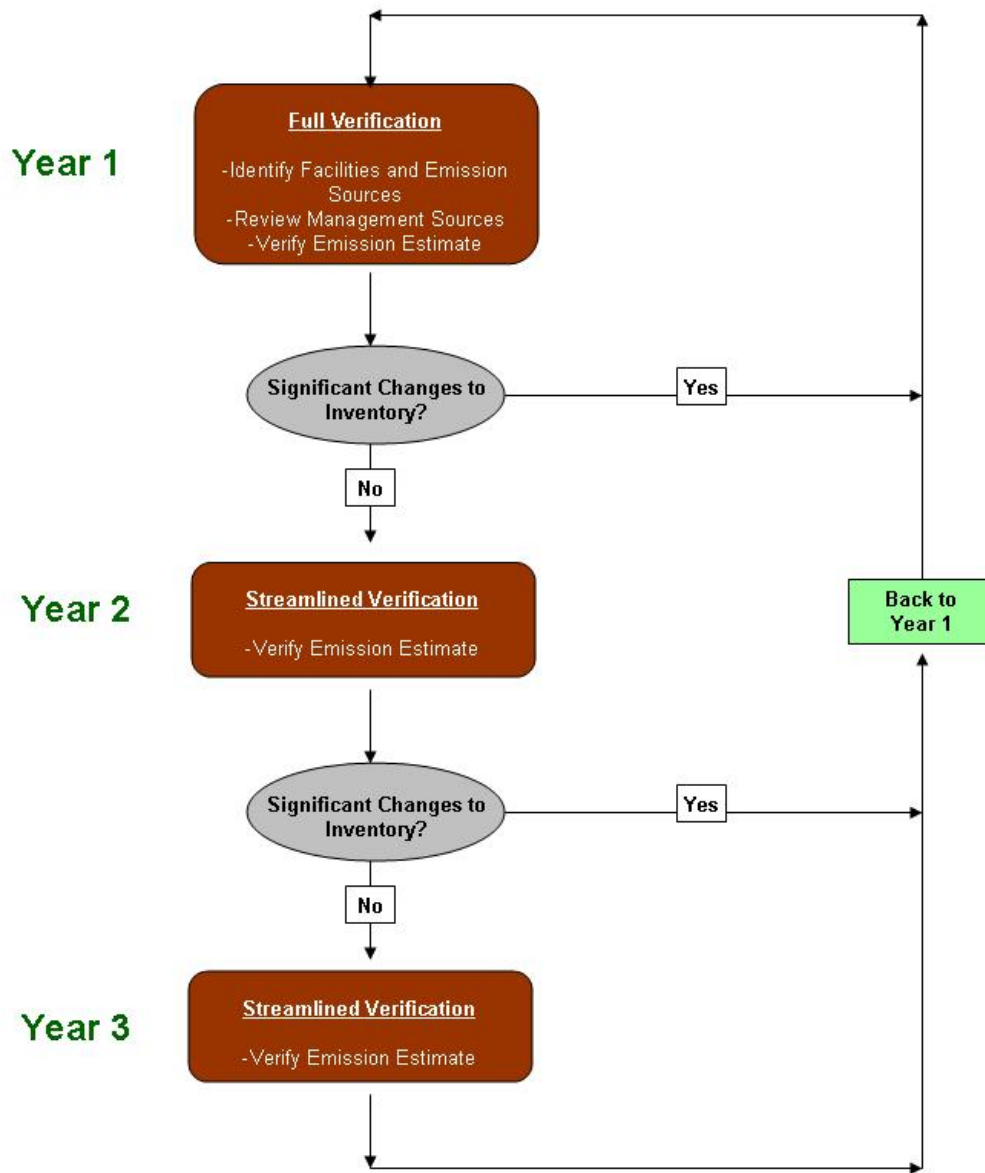 Full Verification
Year 1
-Identify Facilities and Emission
Sources
-Review Management Sources
-Verify Emission Estimate
Significant Changes to
Inventory?
Yes
No
Year 2
Streamlined Verification
-Verify Emission Estimate
Back to
Year 1
Significant Changes to
Inventory?
Yes
No
Year 3
Streamlined Verification
-Verify Emission Estimate